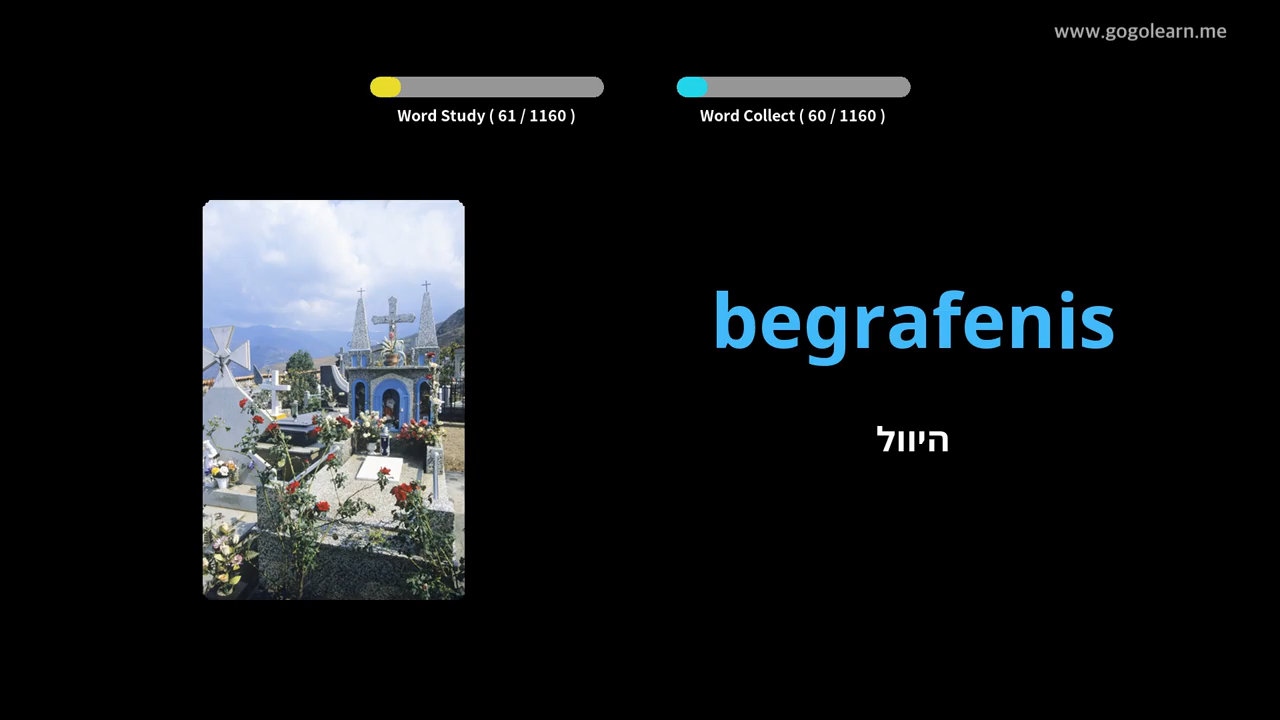 www.gogolearn.me
Word Study ( 61 / 1160 )
Word Collect ( 60 / 1160 )
begrafenis
היוול